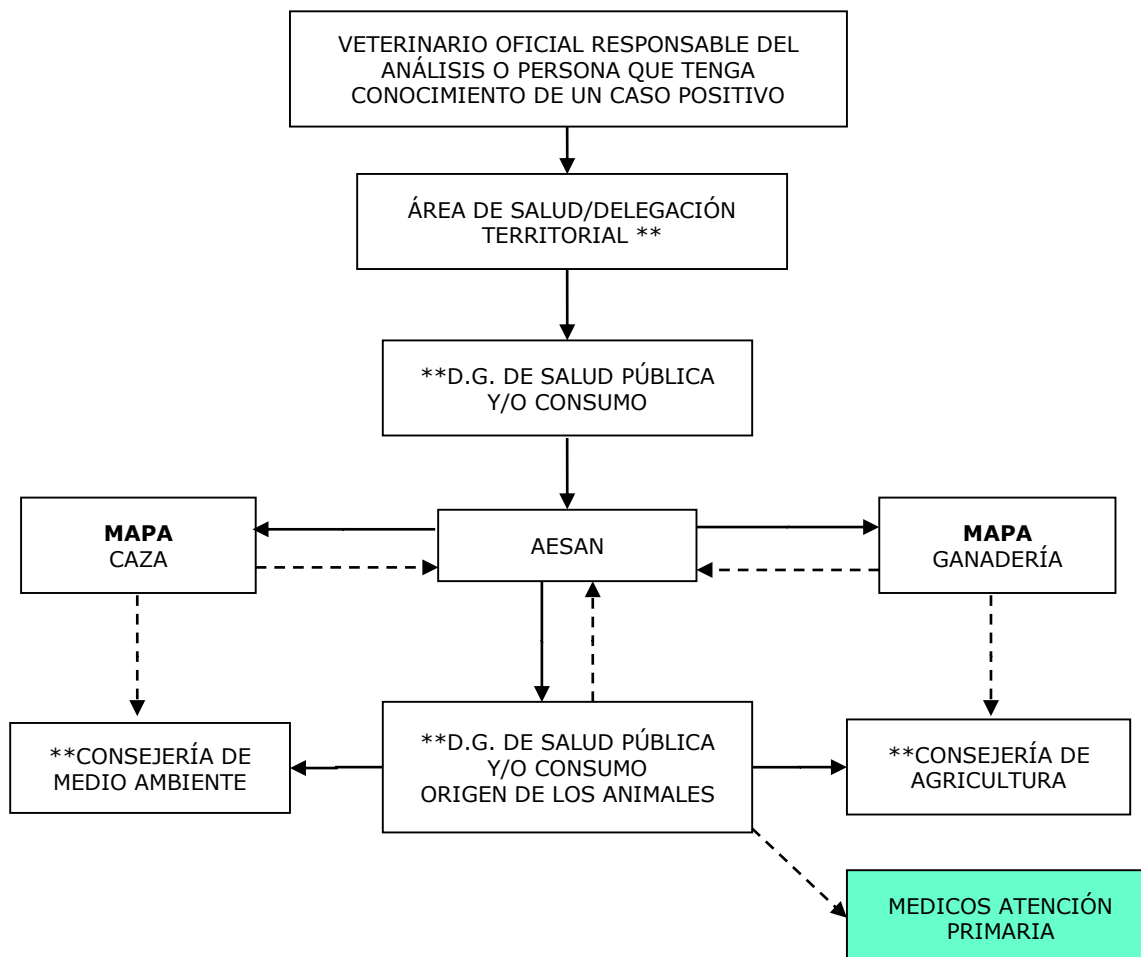 VETERINARIO OFICIAL RESPONSABLE DEL
ANÁLISIS O PERSONA QUE TENGA
CONOCIMIENTO DE UN CASO POSITIVO
ÁREA DE SALUD/DELEGACIÓN
TERRITORIAL **
**D.G. DE SALUD PÚBLICA
Y/O CONSUMO
MAPA
CAZA
AESAN
MAPA
GANADERÍA
**CONSEJERÍA DE
MEDIO AMBIENTE
**D.G. DE SALUD PÚBLICA
Y/O CONSUMO
ORIGEN DE LOS ANIMALES
**CONSEJERÍA DE
AGRICULTURA
MEDICOS ATENCIÓN
PRIMARIA